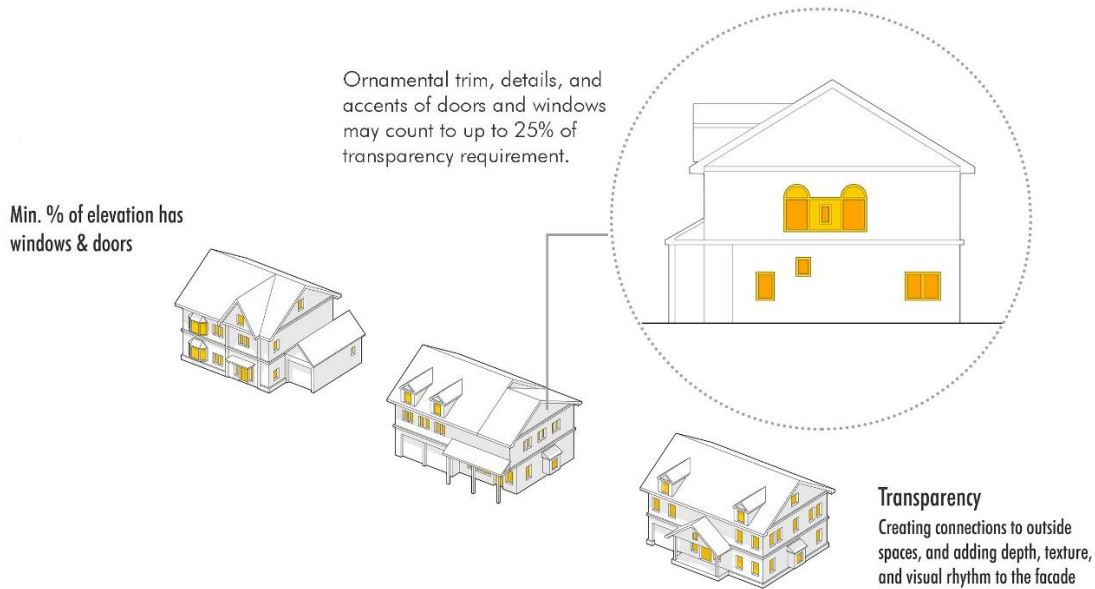 Ornamental trim, details, and
accents of doors and windows
may count to up to 25% of
transparency requirement.
Min. % of elevation has
windows & doors
Transparency
Creating connections to outside
spaces, and adding depth, texture,
and visual rhythm to the facade